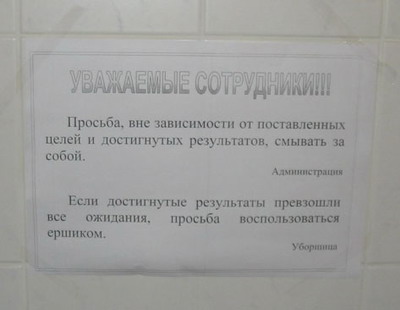 УВАЖАЕМЫЕ СОТРУДНИКИ!!!
Просьба, вне зависимости от поставленных
целей и достигнутых результатов, смывать за
собой.
Администрация
Если достигнутые результаты превзошли
все ожидания, просьба воспользоваться
ершиком.
Уборщица